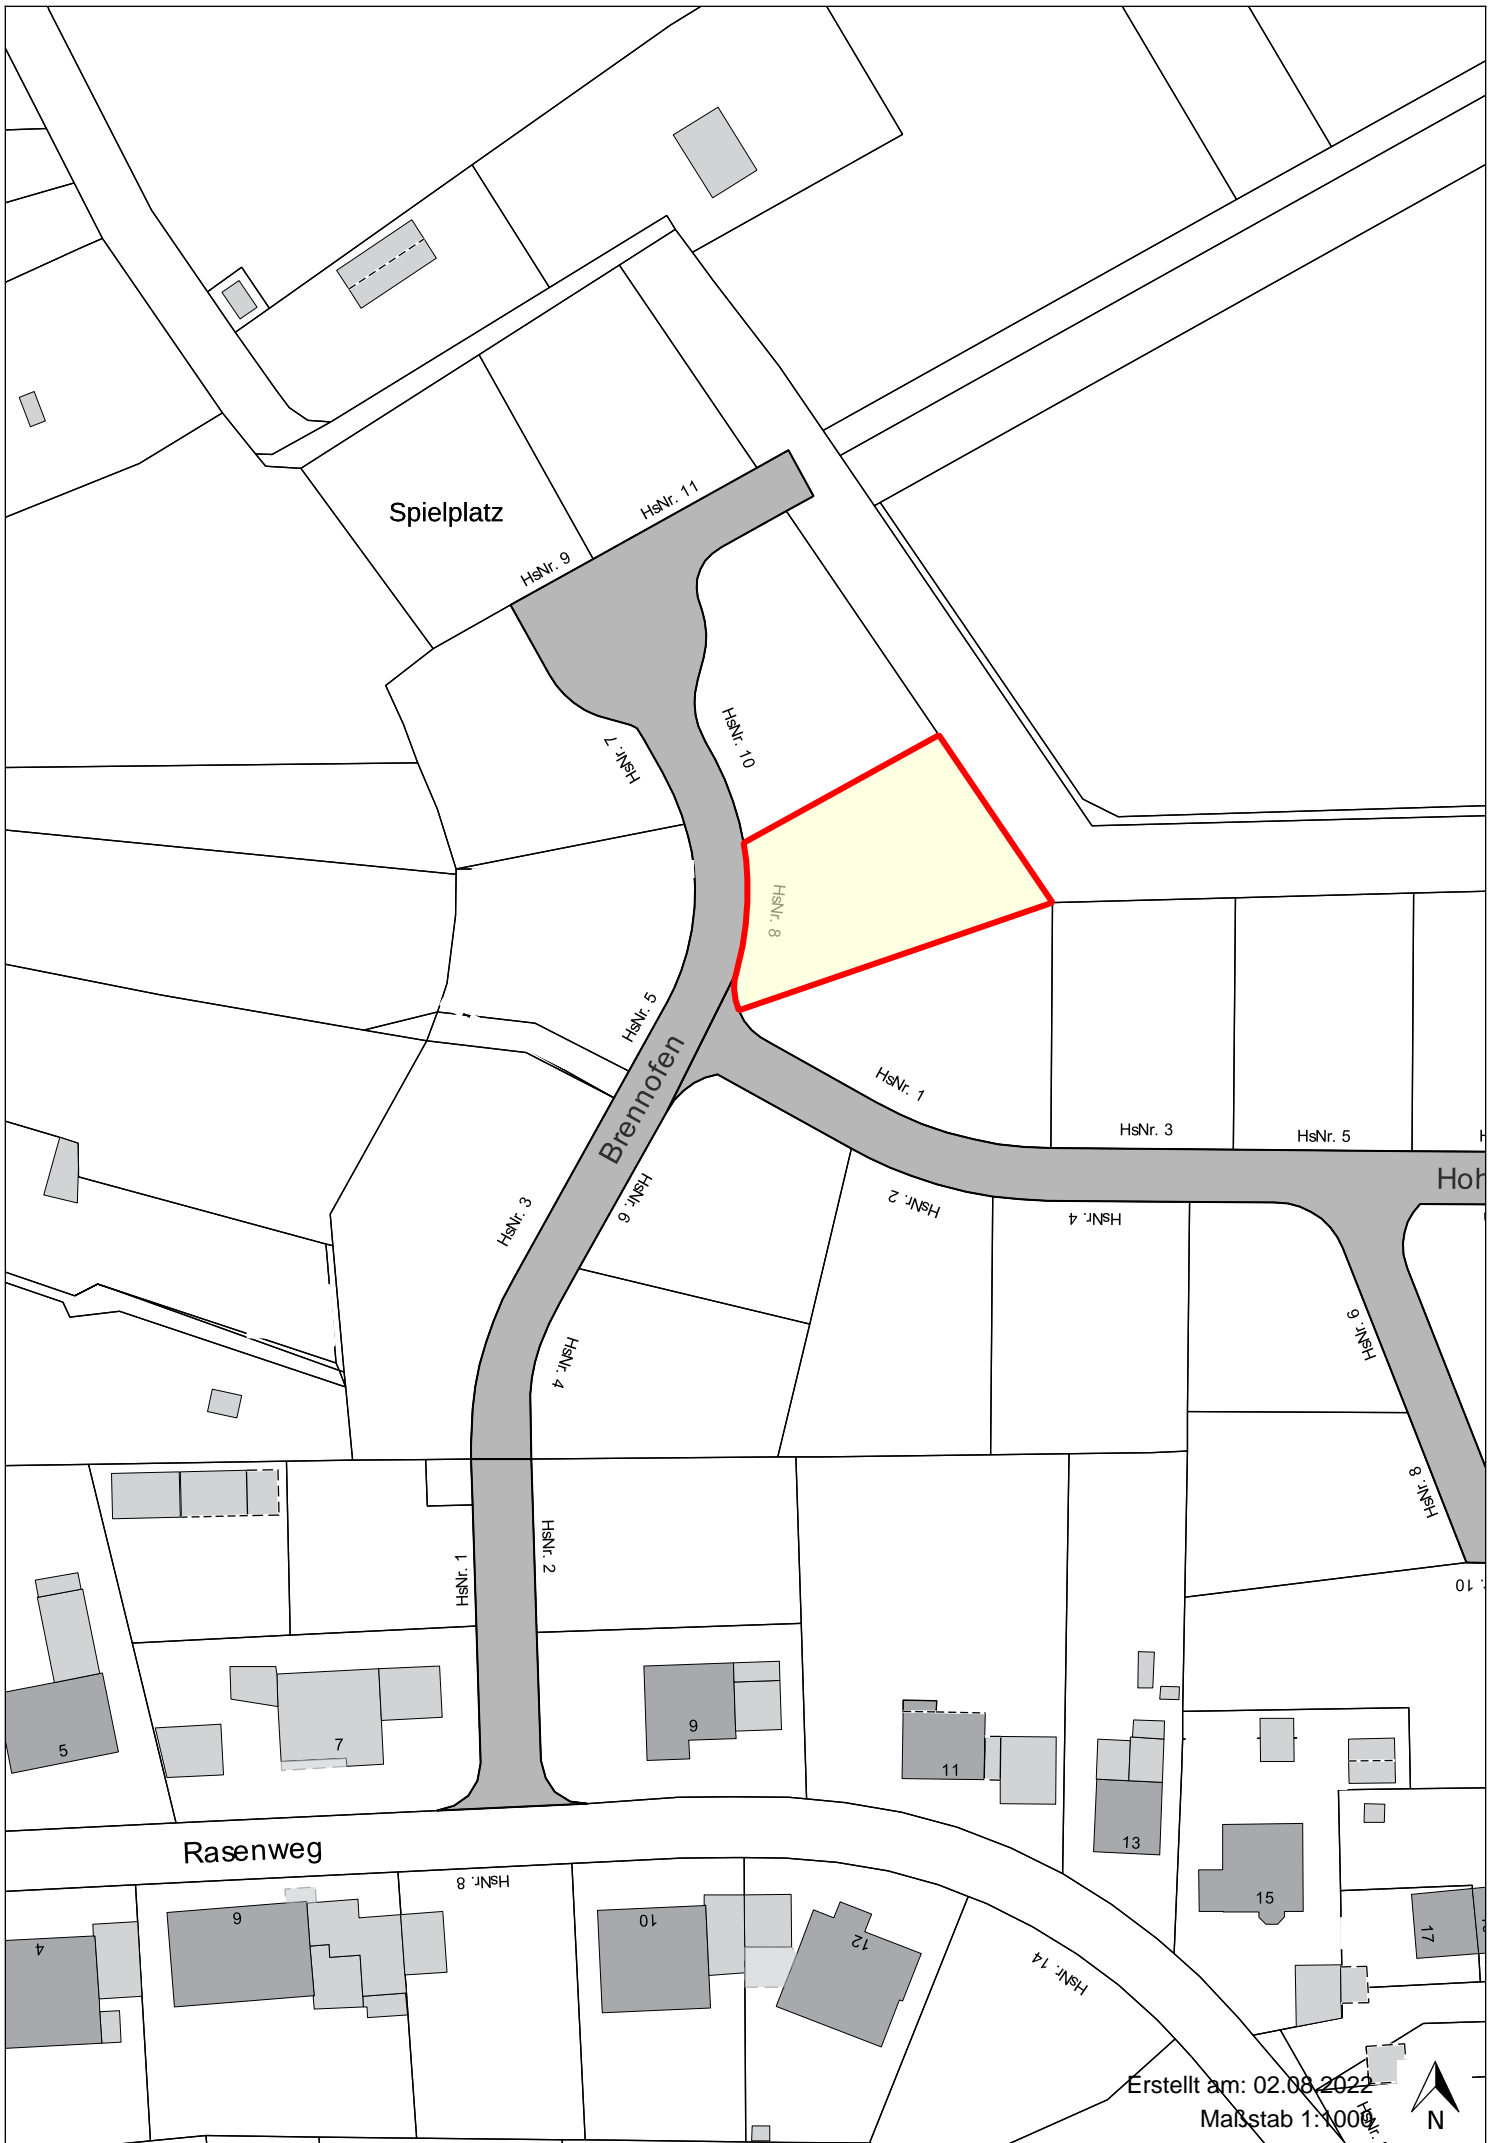 HsNr. 11
Spielplatz
HsNr. 9
HsNr. 10
HsNr. 7
HsNr. 8
HsNr. 5
Brennofen
HsNr. 1
HsNr. 3
HsNr. 5
H
Hoh
HsNr. 3
HsNr. 6
HsNr. 2
HsNr. 4
HsNr. 6
HsNr. 4
HsNr. 8
HsNr. 2
HsNr. 1
. 10
5
7
9
11
13
15
17
Rasenweg
HsNr. 8
4
6
10
12
HsNr. 14
Erstellt am: 02.08.2022
Maßstab 1:1000
N